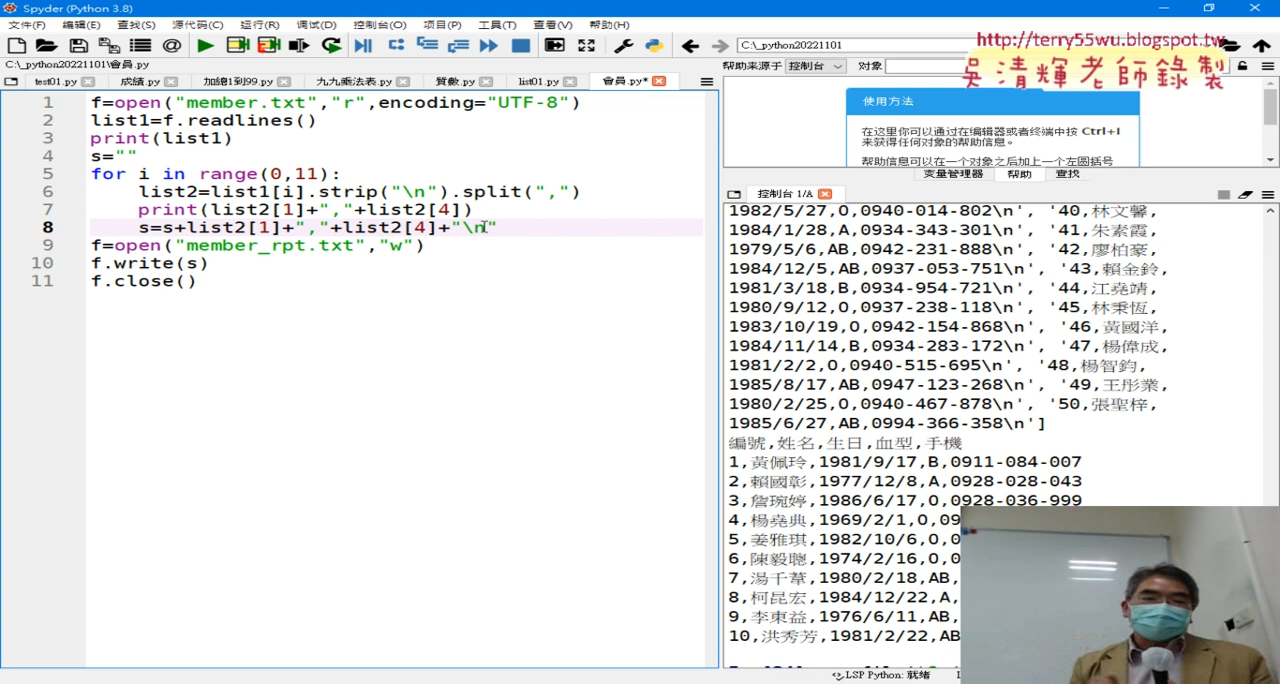 Spyder (Python 3.8)
文件(F) 编辑(E) 查找(S) 源代码(C) 运行(R) 调试(D) 控制台(O) 项目(P) 工具(T) 查看(V) 帮助(H)
C:\_python20221101
http://terry55wu.blogspot.tw
吳清輝老師錄製
C:\_python20221101\會員.py
帮助来源于 控制台 对象
test01.py 成績.py 加總1到99.py 九九乘法表.py 質數.py list01.py 會員.py*
1 f=open("member.txt","r",encoding="UTF-8")
2 list1=f.readlines()
3 print(list1)
4 s=""
5 for i in range(0,11):
6 list2=list1[i].strip("\n").split(",")
7 print(list2[1]+","+list2[4])
8 s=s+list2[1]+","+list2[4]+"\n"
9 f=open("member_rpt.txt","w")
10 f.write(s)
11 f.close()
使用方法
在这里你可以通过在编辑器或者终端中按 Ctrl+I
来获得任何对象的帮助信息。
帮助信息可以在一个对象之后加上一个左圆括号
变量管理器 帮助 查找
控制台 1/A
1982/5/27,O,0940-014-802\n', '40,林文馨,
1984/1/28,A,0934-343-301\n', '41,朱素霞,
1979/5/6,AB,0942-231-888\n', '42,廖柏豪,
1984/12/5,AB,0937-053-751\n', '43,賴金鈴,
1981/3/18,B,0934-954-721\n', '44,江堯靖,
1980/9/12,O,0937-238-118\n', '45,林秉恆,
1983/10/19,O,0942-154-868\n', '46,黃國洋,
1984/11/14,B,0934-283-172\n', '47,楊偉成,
1981/2/2,O,0940-515-695\n', '48,楊智鈞,
1985/8/17,AB,0947-123-268\n', '49,王彤業,
1980/2/25,O,0940-467-878\n', '50,張聖梓,
1985/6/27,AB,0994-366-358\n']
編號,姓名,生日,血型,手機
1,黃佩玲,1981/9/17,B,0911-084-007
2,賴國彰,1977/12/8,A,0928-028-043
3,詹琬婷,1986/6/17,O,0928-036-999
4,楊堯典,1969/2/1,O,09
5,姜雅琪,1982/10/6,O,0
6,陳毅聰,1974/2/16,O,0
7,湯千葦,1980/2/18,AB,
8,柯昆宏,1984/12/22,A,
9,李東益,1976/6/11,AB,
10,洪秀芳,1981/2/22,AB
LSP Python: 就绪